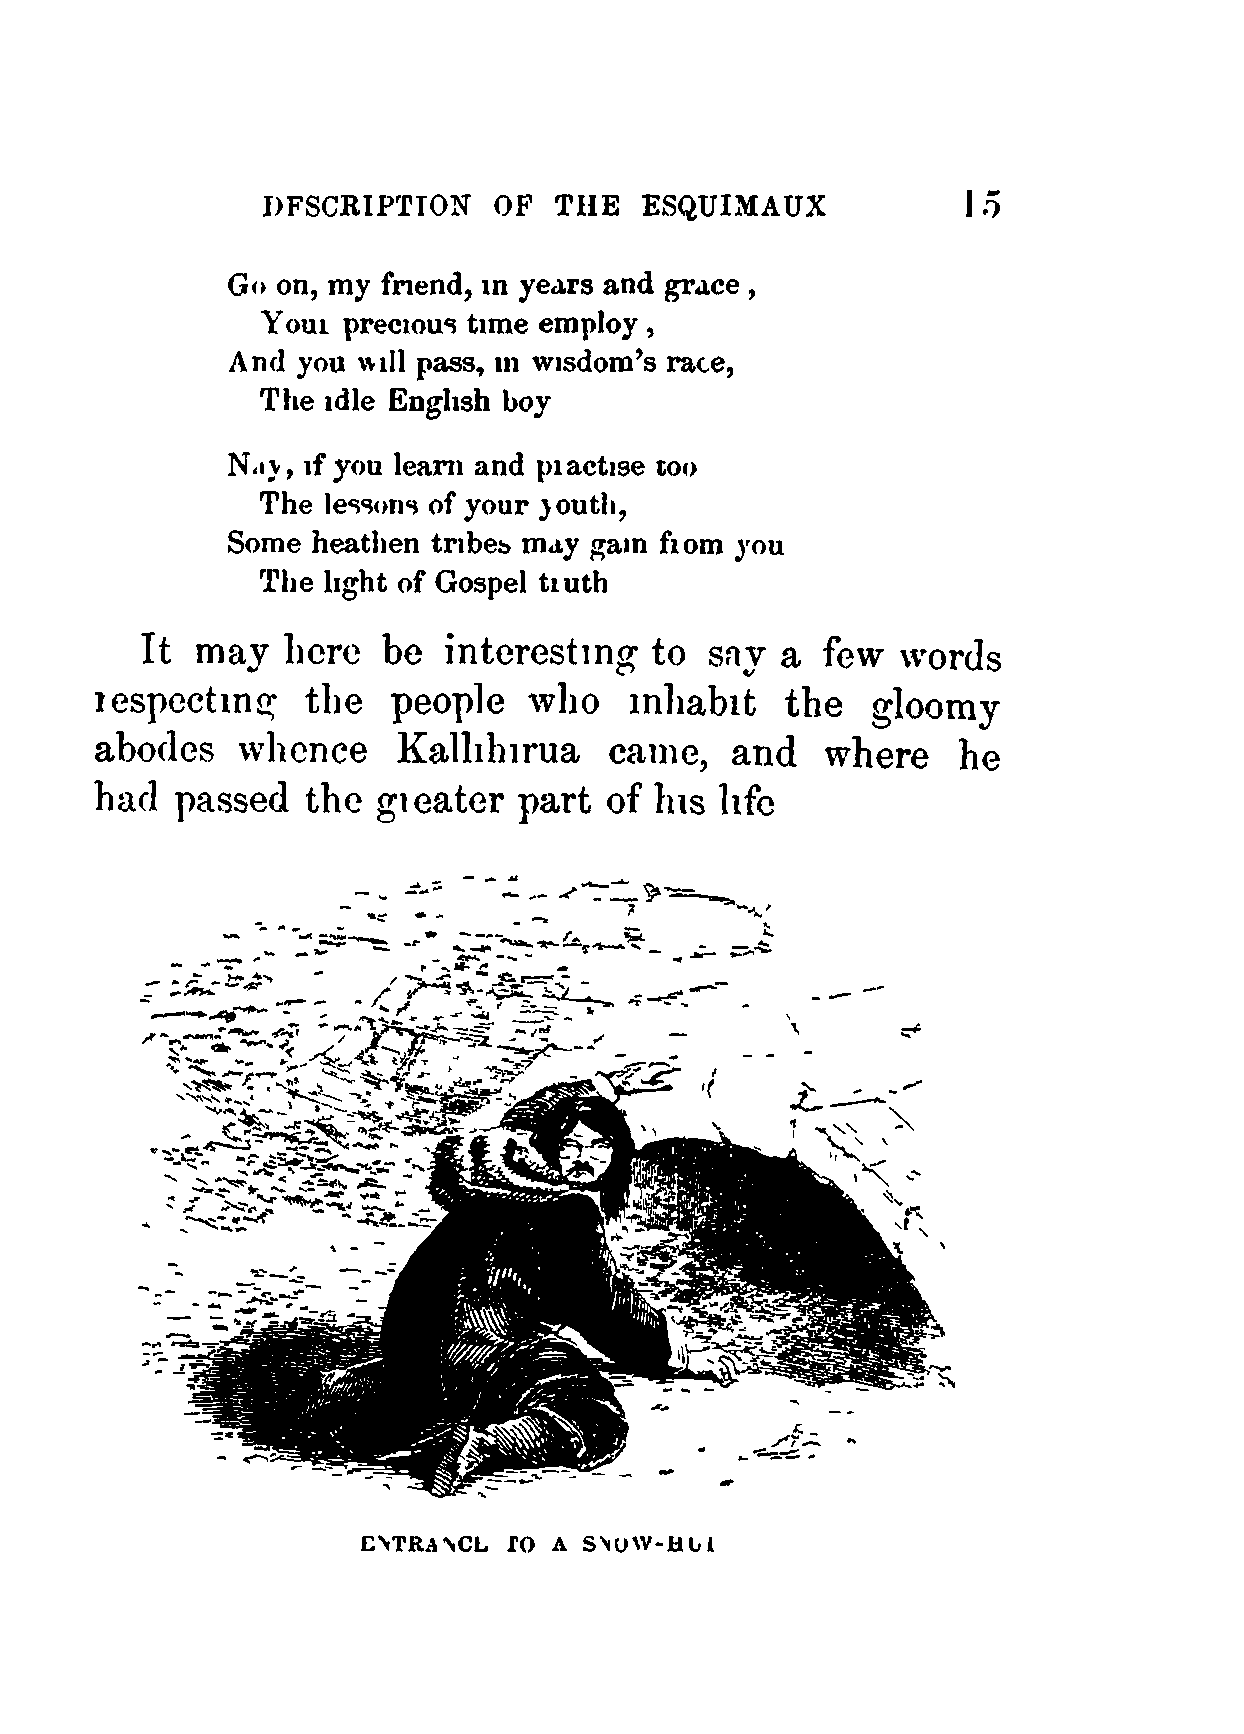 DESCRIPTION OF THE ESQUIMAUX 15
Go on, my friend, in years and grace,
Your precious time employ,
And you will pass, in wisdom's race,
The idle English boy
Nay, if you learn and practise too
The lessons of your youth,
Some heathen tribes may gain from you
The light of Gospel truth
It may here be interesting to say a few words
respecting the people who inhabit the gloomy
abodes whence Kallihirua came, and where he
had passed the greater part of his life
ENTRANCE TO A SNOW-HUT